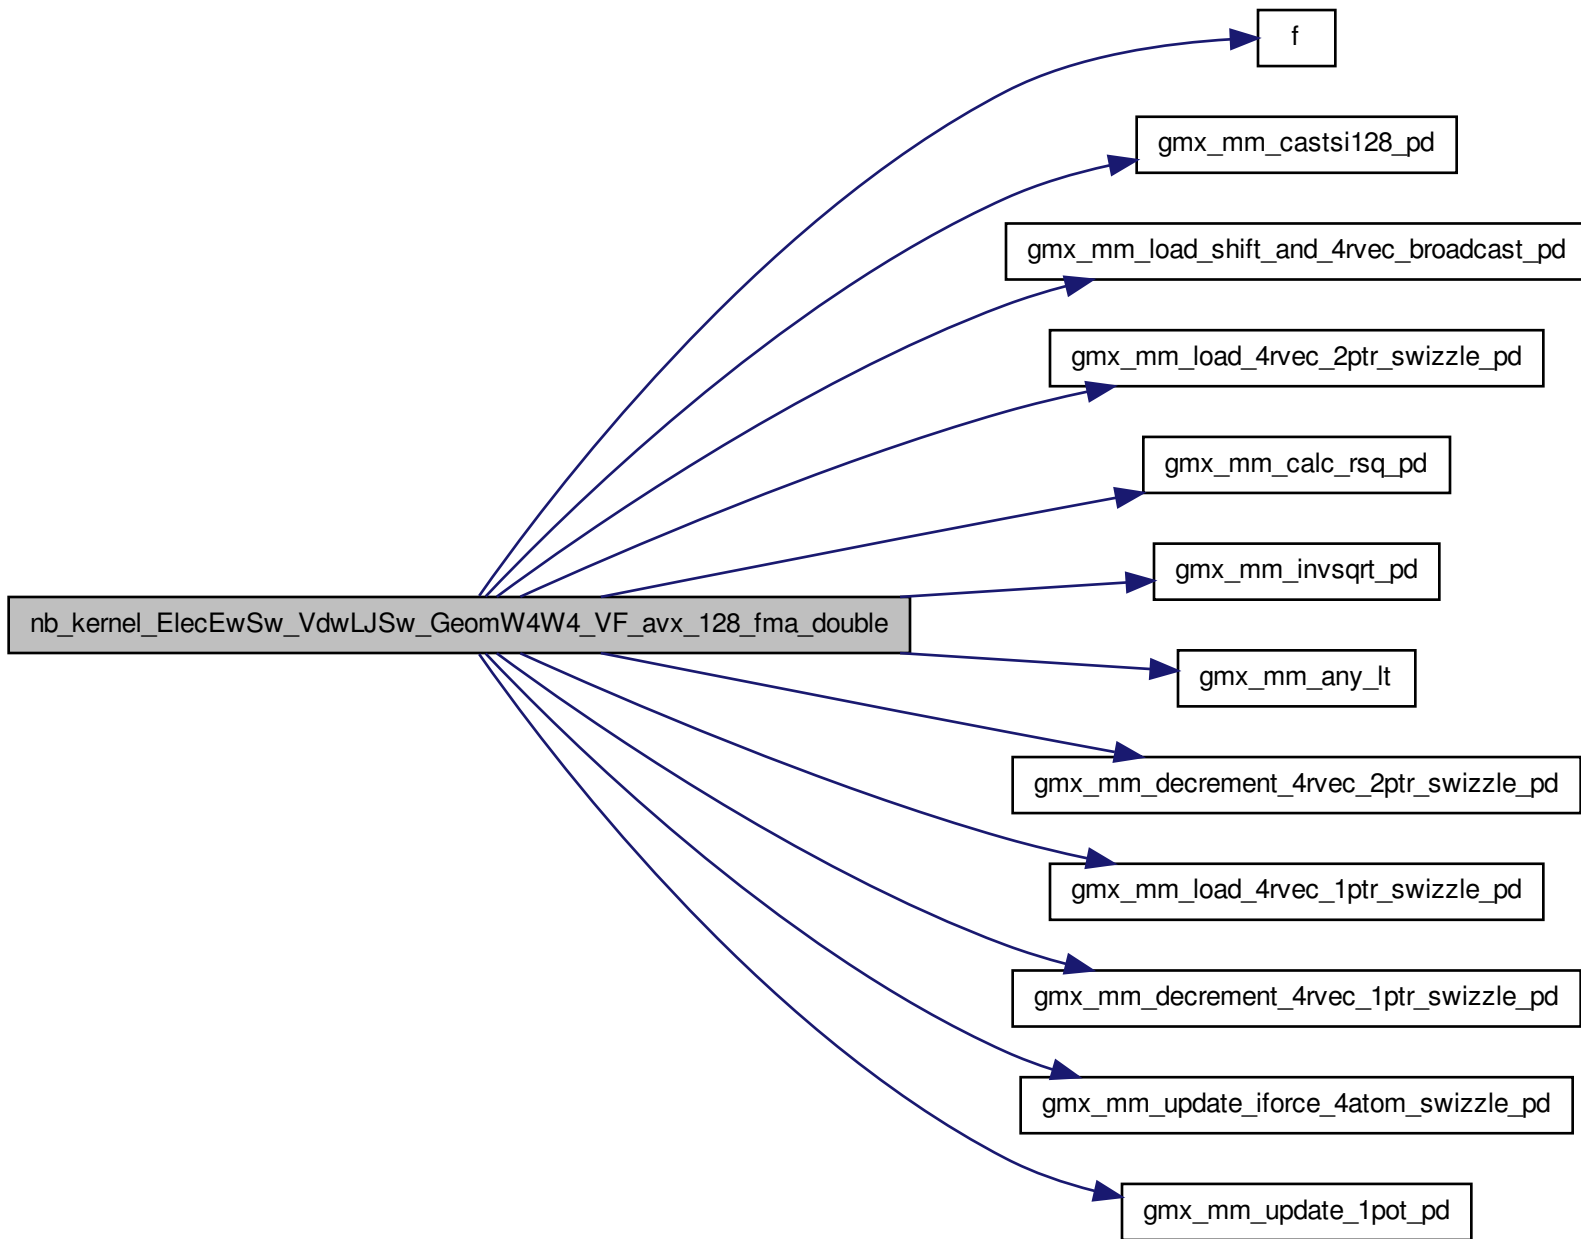 f
gmx_mm_castsi128_pd
gmx_mm_load_shift_and_4rvec_broadcast_pd
gmx_mm_load_4rvec_2ptr_swizzle_pd
gmx_mm_calc_rsq_pd
gmx_mm_invsqrt_pd
nb_kernel_ElecEwSw_VdwLJSw_GeomW4W4_VF_avx_128_fma_double
gmx_mm_any_lt
gmx_mm_decrement_4rvec_2ptr_swizzle_pd
gmx_mm_load_4rvec_1ptr_swizzle_pd
gmx_mm_decrement_4rvec_1ptr_swizzle_pd
gmx_mm_update_iforce_4atom_swizzle_pd
gmx_mm_update_1pot_pd